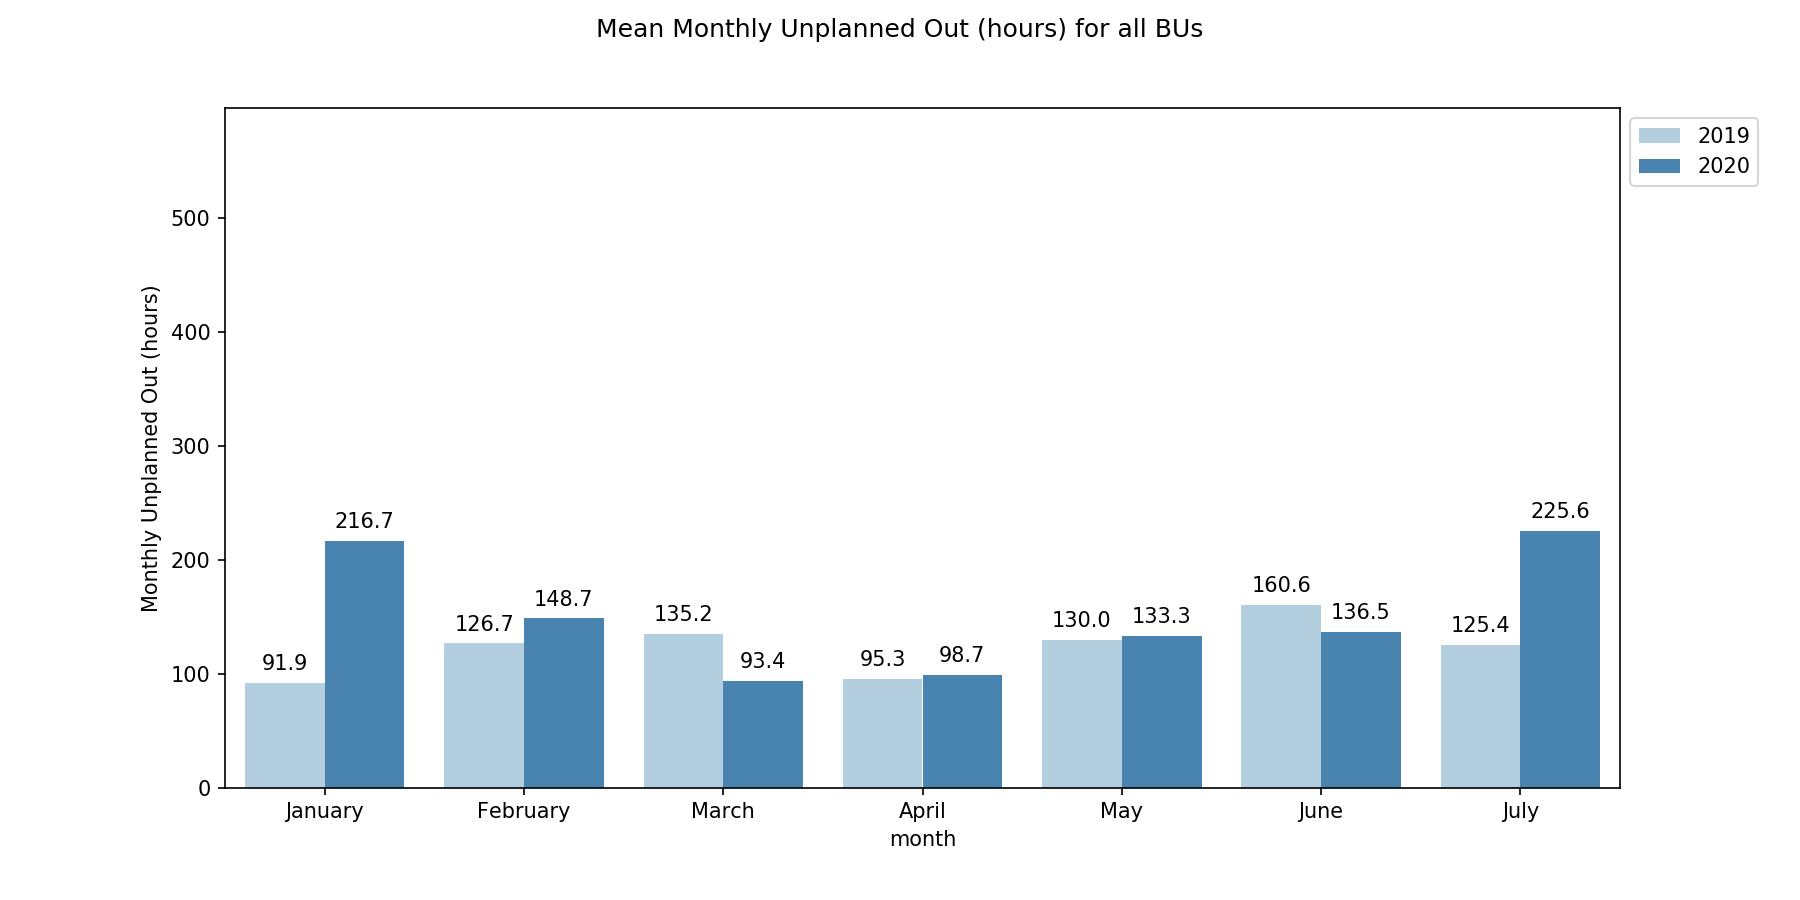 Mean Monthly Unplanned Out (hours) for all BUs
2019
2020
Monthly Unplanned Out (hours)
500
400
300
200
100
0
91.9
216.7
126.7
148.7
135.2
93.4
95.3
98.7
130.0
133.3
160.6
136.5
125.4
225.6
January
February
March
April
May
June
July
month